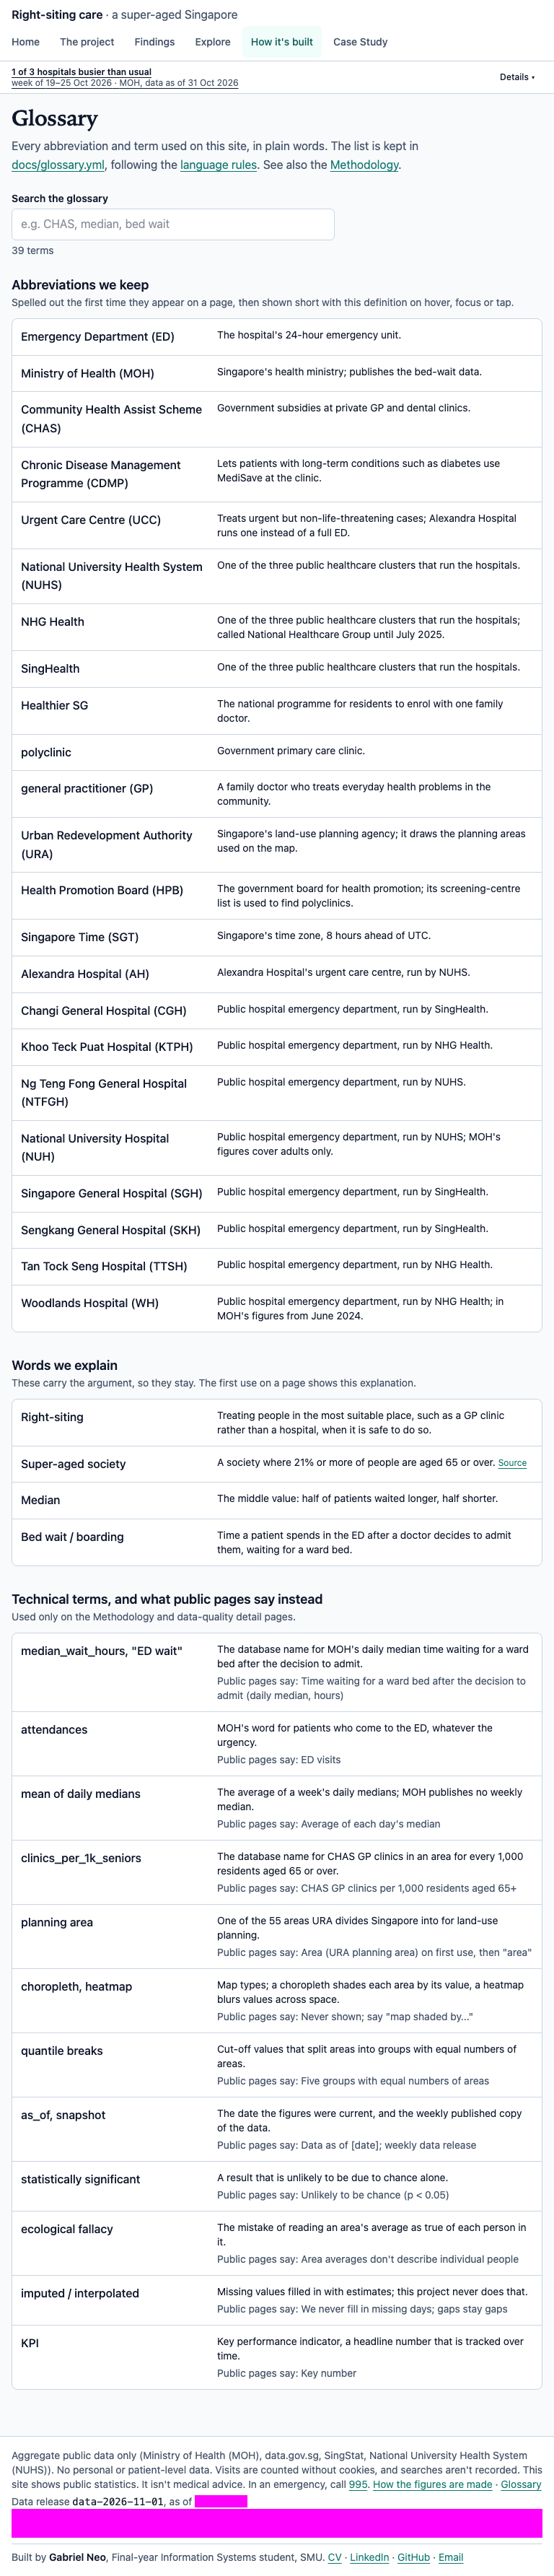 Right-siting care · a super-aged Singapore
Home The project Findings Explore How it's built Case Study
1 of 3 hospitals busier than usual
week of 19–25 Oct 2026 · MOH, data as of 31 Oct 2026
Details
Glossary
Every abbreviation and term used on this site, in plain words. The list is kept in
docs/glossary.yml, following the language rules. See also the Methodology.
Search the glossary
e.g. CHAS, median, bed wait
39 terms
Abbreviations we keep
Spelled out the first time they appear on a page, then shown short with this definition on hover, focus or tap.
Emergency Department (ED)
The hospital's 24-hour emergency unit.
Ministry of Health (MOH)
Singapore's health ministry; publishes the bed-wait data.
Community Health Assist Scheme
(CHAS)
Government subsidies at private GP and dental clinics.
Chronic Disease Management
Programme (CDMP)
Lets patients with long-term conditions such as diabetes use
MediSave at the clinic.
Urgent Care Centre (UCC)
Treats urgent but non-life-threatening cases; Alexandra Hospital
runs one instead of a full ED.
National University Health System
(NUHS)
One of the three public healthcare clusters that run the hospitals.
NHG Health
One of the three public healthcare clusters that run the hospitals;
called National Healthcare Group until July 2025.
SingHealth
One of the three public healthcare clusters that run the hospitals.
Healthier SG
The national programme for residents to enrol with one family
doctor.
polyclinic
Government primary care clinic.
general practitioner (GP)
A family doctor who treats everyday health problems in the
community.
Urban Redevelopment Authority
(URA)
Singapore's land-use planning agency; it draws the planning areas
used on the map.
Health Promotion Board (HPB)
The government board for health promotion; its screening-centre
list is used to find polyclinics.
Singapore Time (SGT)
Singapore's time zone, 8 hours ahead of UTC.
Alexandra Hospital (AH)
Alexandra Hospital's urgent care centre, run by NUHS.
Changi General Hospital (CGH)
Public hospital emergency department, run by SingHealth.
Khoo Teck Puat Hospital (KTPH)
Public hospital emergency department, run by NHG Health.
Ng Teng Fong General Hospital
(NTFGH)
Public hospital emergency department, run by NUHS.
National University Hospital
(NUH)
Public hospital emergency department, run by NUHS; MOH's
figures cover adults only.
Singapore General Hospital (SGH)
Public hospital emergency department, run by SingHealth.
Sengkang General Hospital (SKH)
Public hospital emergency department, run by SingHealth.
Tan Tock Seng Hospital (TTSH)
Public hospital emergency department, run by NHG Health.
Woodlands Hospital (WH)
Public hospital emergency department, run by NHG Health; in
MOH's figures from June 2024.
Words we explain
These carry the argument, so they stay. The first use on a page shows this explanation.
Right-siting
Treating people in the most suitable place, such as a GP clinic
rather than a hospital, when it is safe to do so.
Super-aged society
A society where 21% or more of people are aged 65 or over. Source
Median
The middle value: half of patients waited longer, half shorter.
Bed wait / boarding
Time a patient spends in the ED after a doctor decides to admit
them, waiting for a ward bed.
Technical terms, and what public pages say instead
Used only on the Methodology and data-quality detail pages.
median_wait_hours, "ED wait"
The database name for MOH's daily median time waiting for a ward
bed after the decision to admit.
Public pages say: Time waiting for a ward bed after the decision to
admit (daily median, hours)
attendances
MOH's word for patients who come to the ED, whatever the
urgency.
Public pages say: ED visits
mean of daily medians
The average of a week's daily medians; MOH publishes no weekly
median.
Public pages say: Average of each day's median
clinics_per_1k_seniors
The database name for CHAS GP clinics in an area for every 1,000
residents aged 65 or over.
Public pages say: CHAS GP clinics per 1,000 residents aged 65+
planning area
One of the 55 areas URA divides Singapore into for land-use
planning.
Public pages say: Area (URA planning area) on first use, then "area"
choropleth, heatmap
Map types; a choropleth shades each area by its value, a heatmap
blurs values across space.
Public pages say: Never shown; say "map shaded by..."
quantile breaks
Cut-off values that split areas into groups with equal numbers of
areas.
Public pages say: Five groups with equal numbers of areas
as_of, snapshot
The date the figures were current, and the weekly published copy
of the data.
Public pages say: Data as of [date]; weekly data release
statistically significant
A result that is unlikely to be due to chance alone.
Public pages say: Unlikely to be chance (p < 0.05)
ecological fallacy
The mistake of reading an area's average as true of each person in
it.
Public pages say: Area averages don't describe individual people
imputed / interpolated
Missing values filled in with estimates; this project never does that.
Public pages say: We never fill in missing days; gaps stay gaps
KPI
Key performance indicator, a headline number that is tracked over
time.
Public pages say: Key number
Aggregate public data only (Ministry of Health (MOH), data.gov.sg, SingStat, National University Health System
(NUHS)). No personal or patient-level data. Visits are counted without cookies, and searches aren't recorded. This
site shows public statistics. It isn't medical advice. In an emergency, call 995. How the figures are made · Glossary
Data release data-2026-11-01, as of
Built by Gabriel Neo, Final-year Information Systems student, SMU. CV · LinkedIn · GitHub · Email